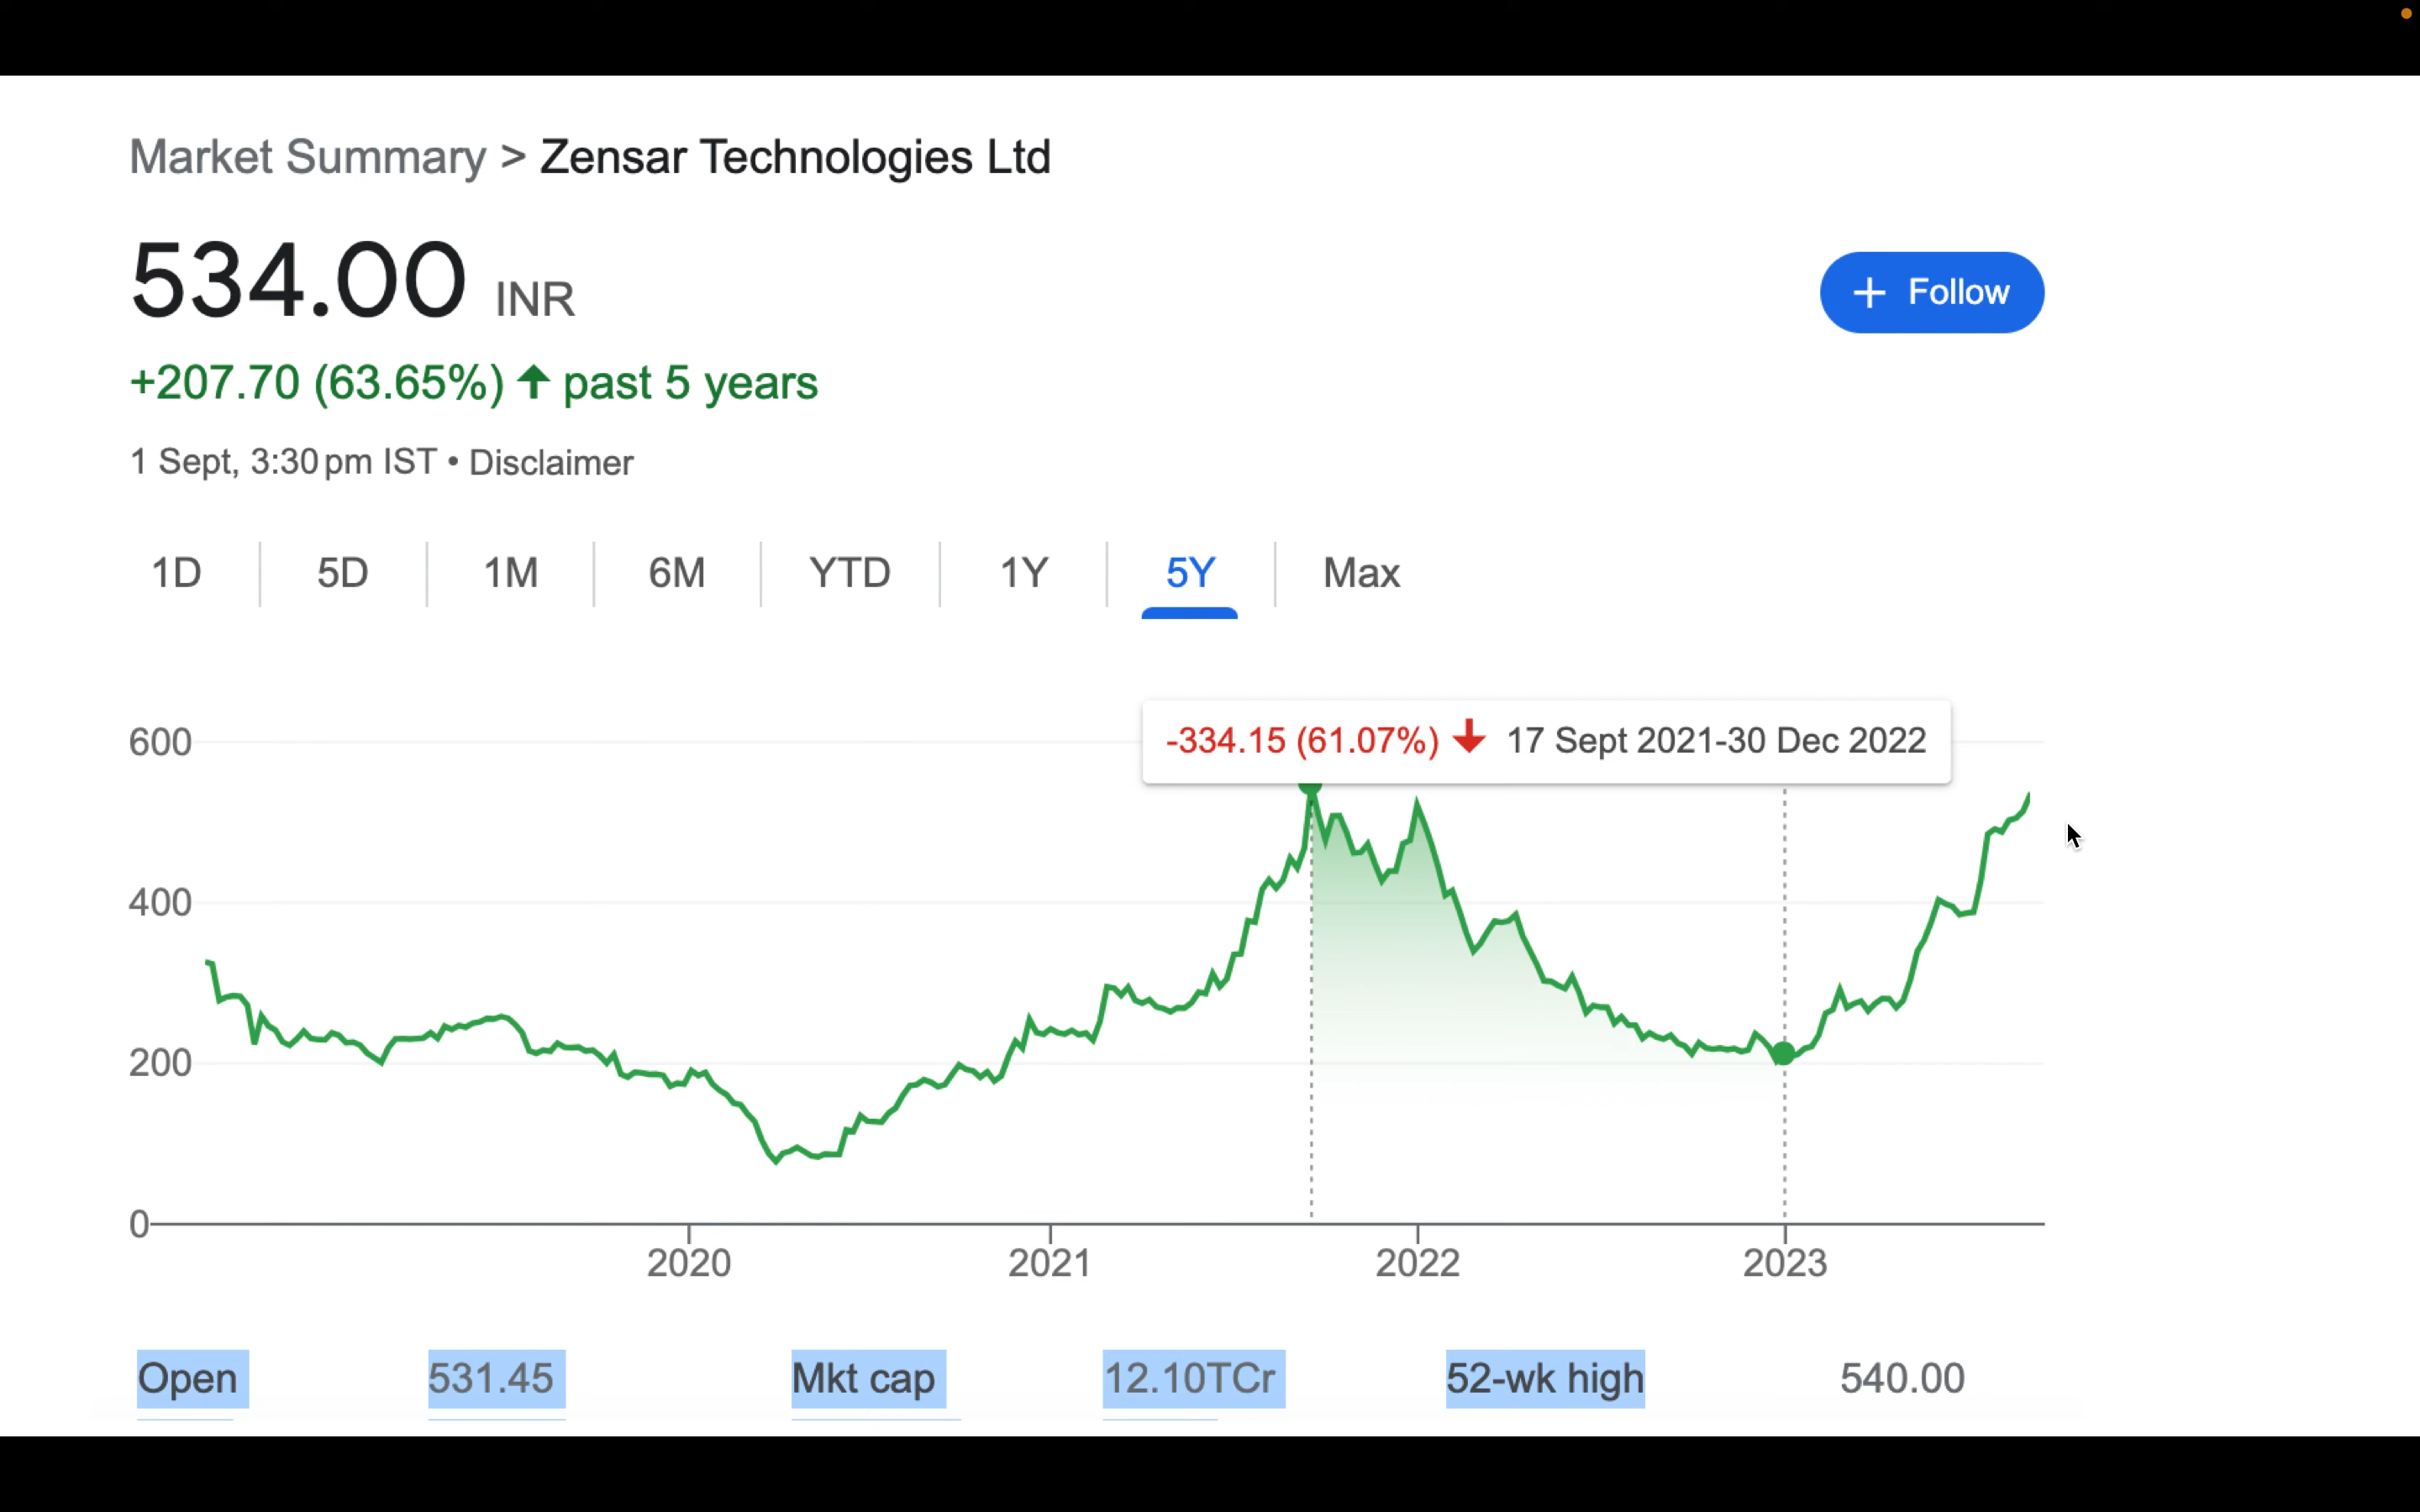 Market Summary > Zensar Technologies Ltd
534.00 INR
+ Follow
+207.70 (63.65%) ↑ past 5 years
1 Sept, 3:30 pm IST • Disclaimer
1D 5D 1M 6M YTD 1Y 5Y Max
-334.15 (61.07%) ↓ 17 Sept 2021-30 Dec 2022
600
400
200
0
2020 2021 2022 2023
Open 531.45 Mkt cap 12.10TCr 52-wk high 540.00